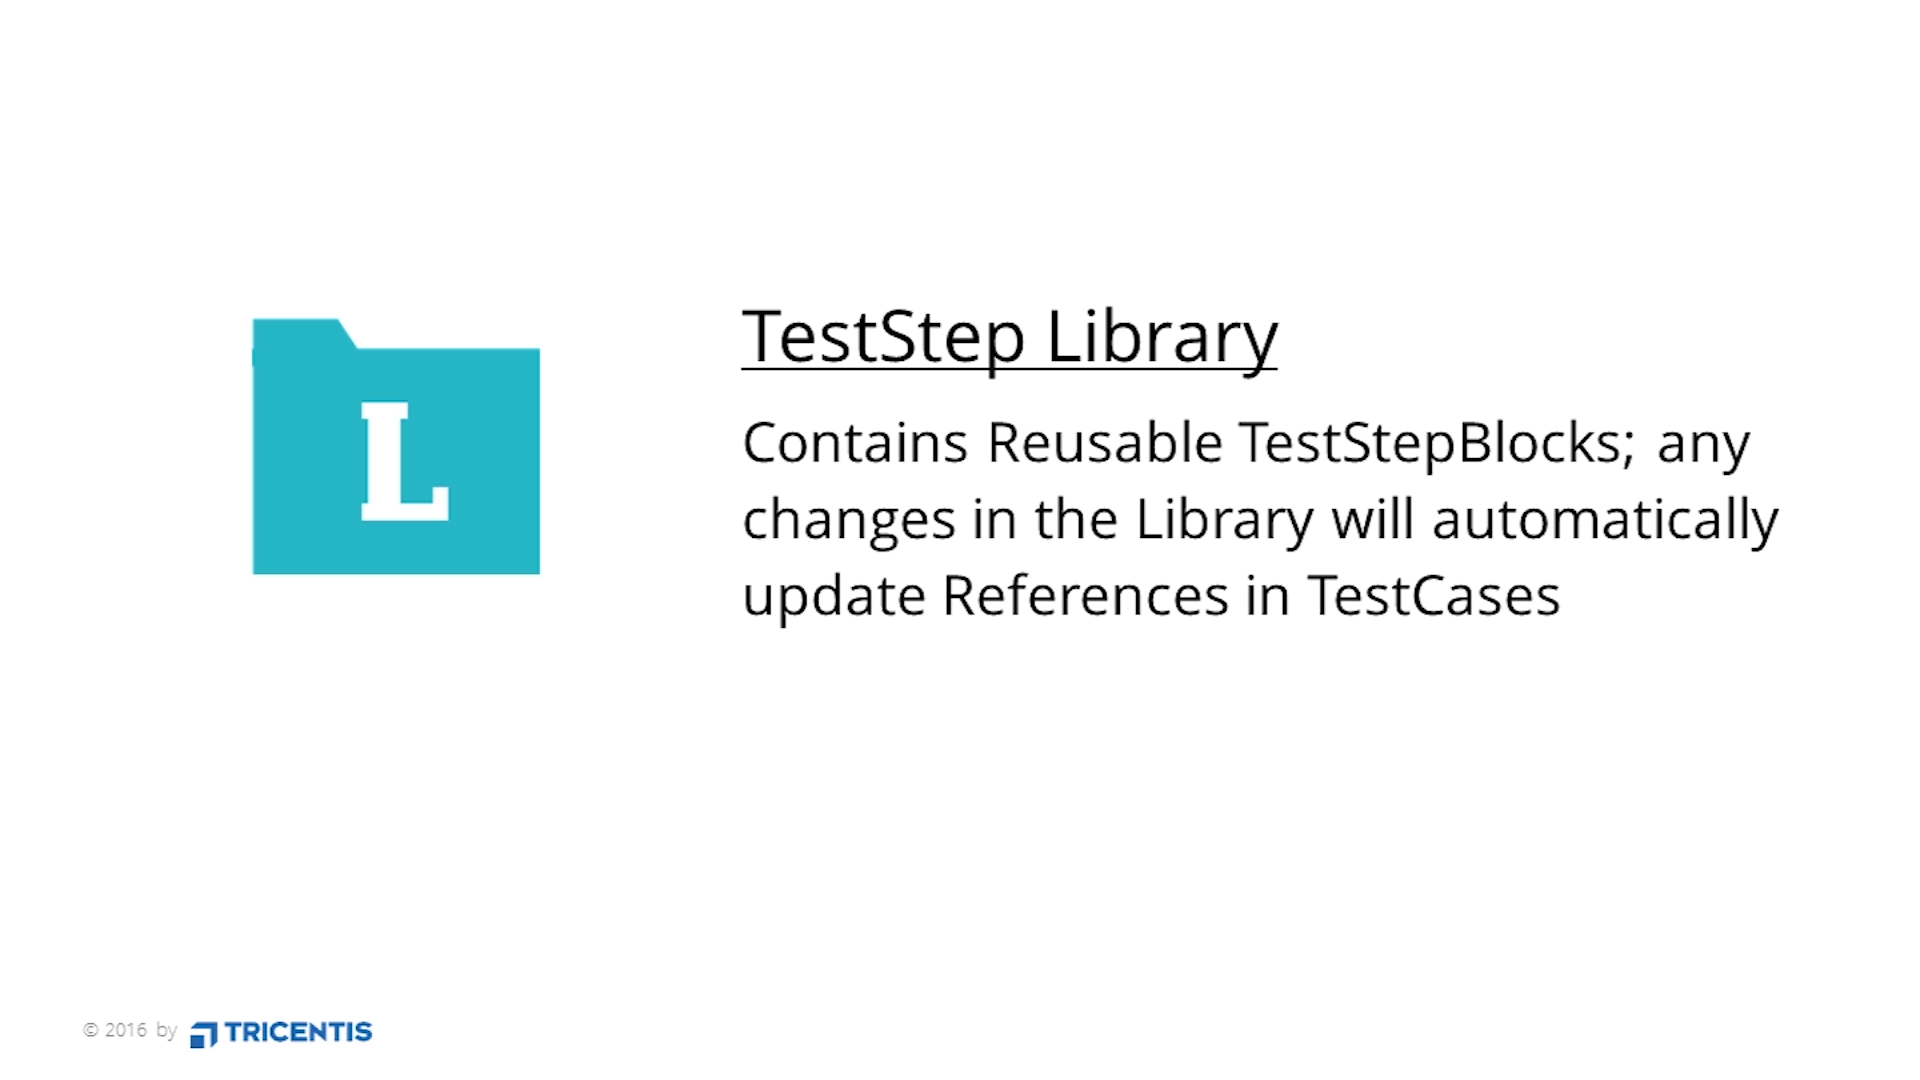 L
TestStep Library
Contains Reusable TestStepBlocks; any
changes in the Library will automatically
update References in TestCases
© 2016 by TRICENTIS